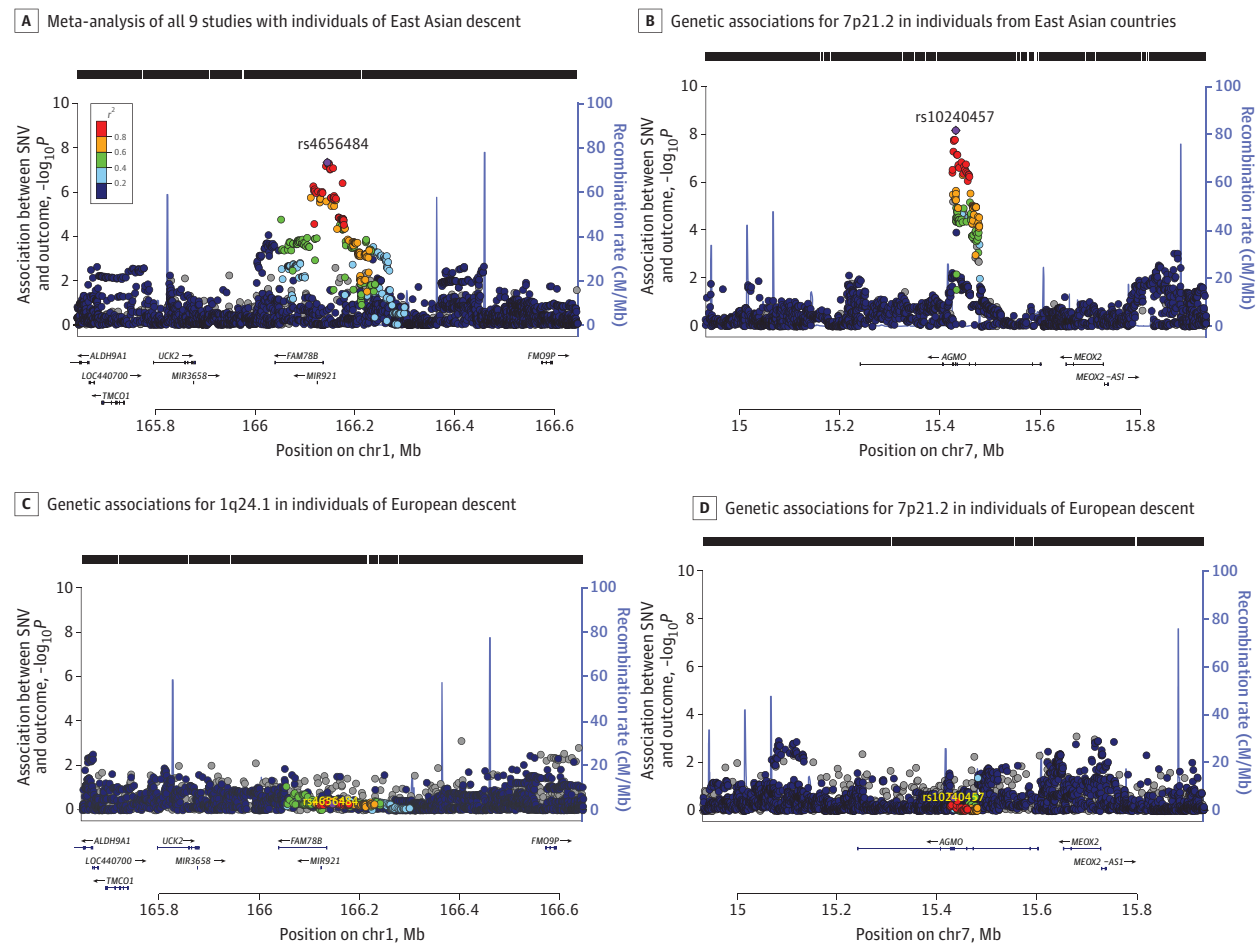 A Meta-analysis of all 9 studies with individuals of East Asian descent
Association between SNV
and outcome, -log10P
10
8
6
4
2
0
r2
0.8
0.6
0.4
0.2
rs4656484
100
80
60
40
20
0
Recombination rate (cM/Mb)
ALDH9A1
UCK2
FAM78B
FMO9P
LOC440700
MIR3658
MIR921
TMCO1
165.8
166
166.2
166.4
166.6
Position on chr1, Mb
B Genetic associations for 7p21.2 in individuals from East Asian countries
Association between SNV
and outcome, -log10P
10
8
6
4
2
0
rs10240457
100
80
60
40
20
0
Recombination rate (cM/Mb)
AGMO
MEOX2
MEOX2 -AS1
15
15.2
15.4
15.6
15.8
Position on chr7, Mb
C Genetic associations for 1q24.1 in individuals of European descent
Association between SNV
and outcome, -log10P
10
8
6
4
2
0
rs4656484
100
80
60
40
20
0
Recombination rate (cM/Mb)
ALDH9A1
UCK2
FAM78B
FMO9P
LOC440700
MIR3658
MIR921
TMCO1
165.8
166
166.2
166.4
166.6
Position on chr1, Mb
D Genetic associations for 7p21.2 in individuals of European descent
Association between SNV
and outcome, -log10P
10
8
6
4
2
0
rs10240457
100
80
60
40
20
0
Recombination rate (cM/Mb)
AGMO
MEOX2
MEOX2 -AS1
15
15.2
15.4
15.6
15.8
Position on chr7, Mb